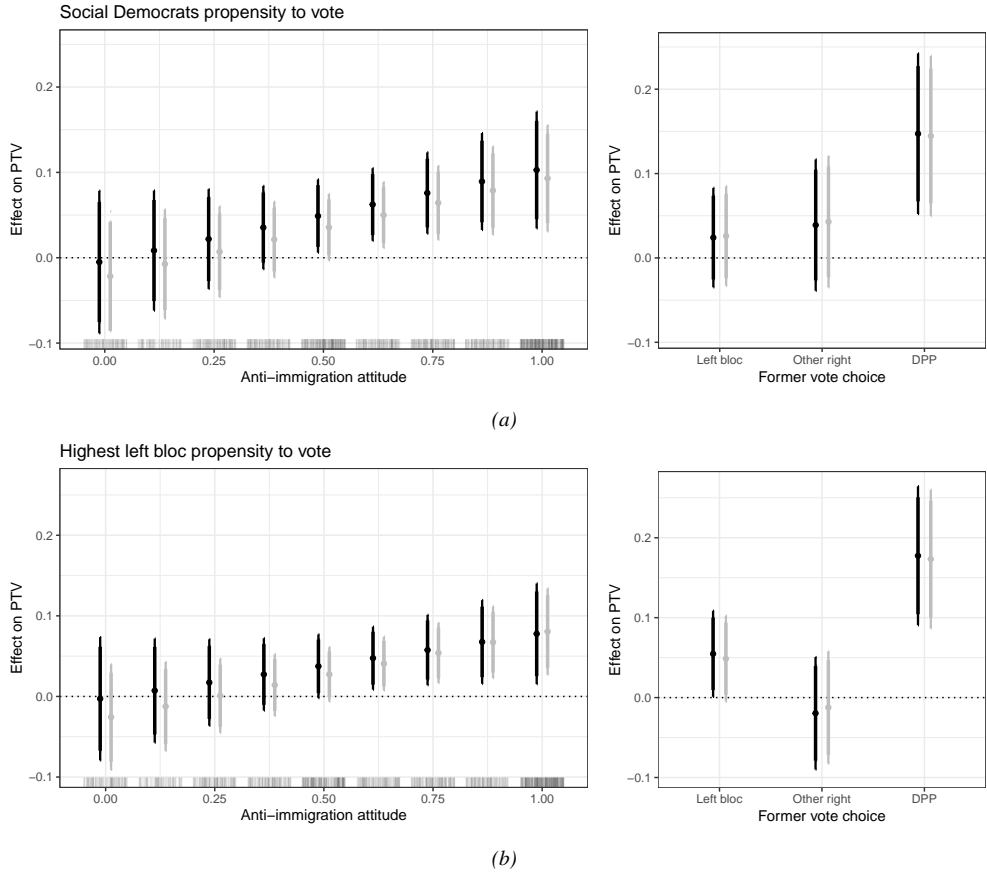 Social Democrats propensity to vote
Effect on PTV
0.2
0.1
0.0
−0.1
0.00 0.25 0.50 0.75 1.00
Anti−immigration attitude
Effect on PTV
0.2
0.1
0.0
−0.1
Left bloc Other right DPP
Former vote choice
(a)
Highest left bloc propensity to vote
Effect on PTV
0.2
0.1
0.0
−0.1
0.00 0.25 0.50 0.75 1.00
Anti−immigration attitude
Effect on PTV
0.2
0.1
0.0
−0.1
Left bloc Other right DPP
Former vote choice
(b)